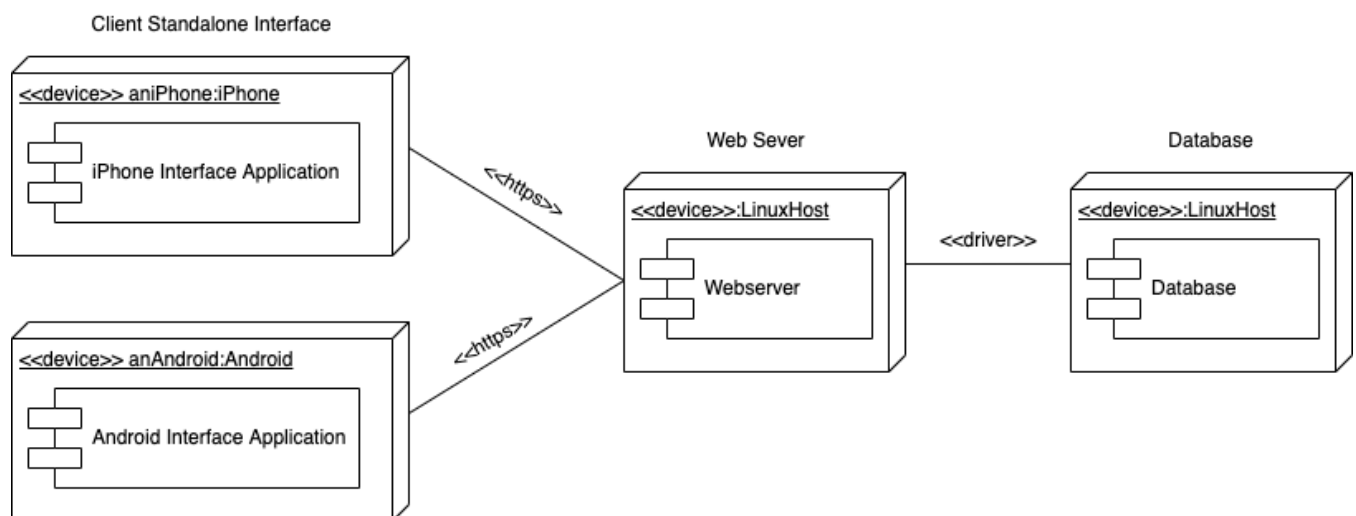 Client Standalone Interface
<<device>> aniPhone:iPhone
iPhone Interface Application
<<https>>
Web Sever
<<device>>:LinuxHost
Webserver
<<driver>>
Database
<<device>>:LinuxHost
Database
<<device>> anAndroid:Android
Android Interface Application
<<https>>